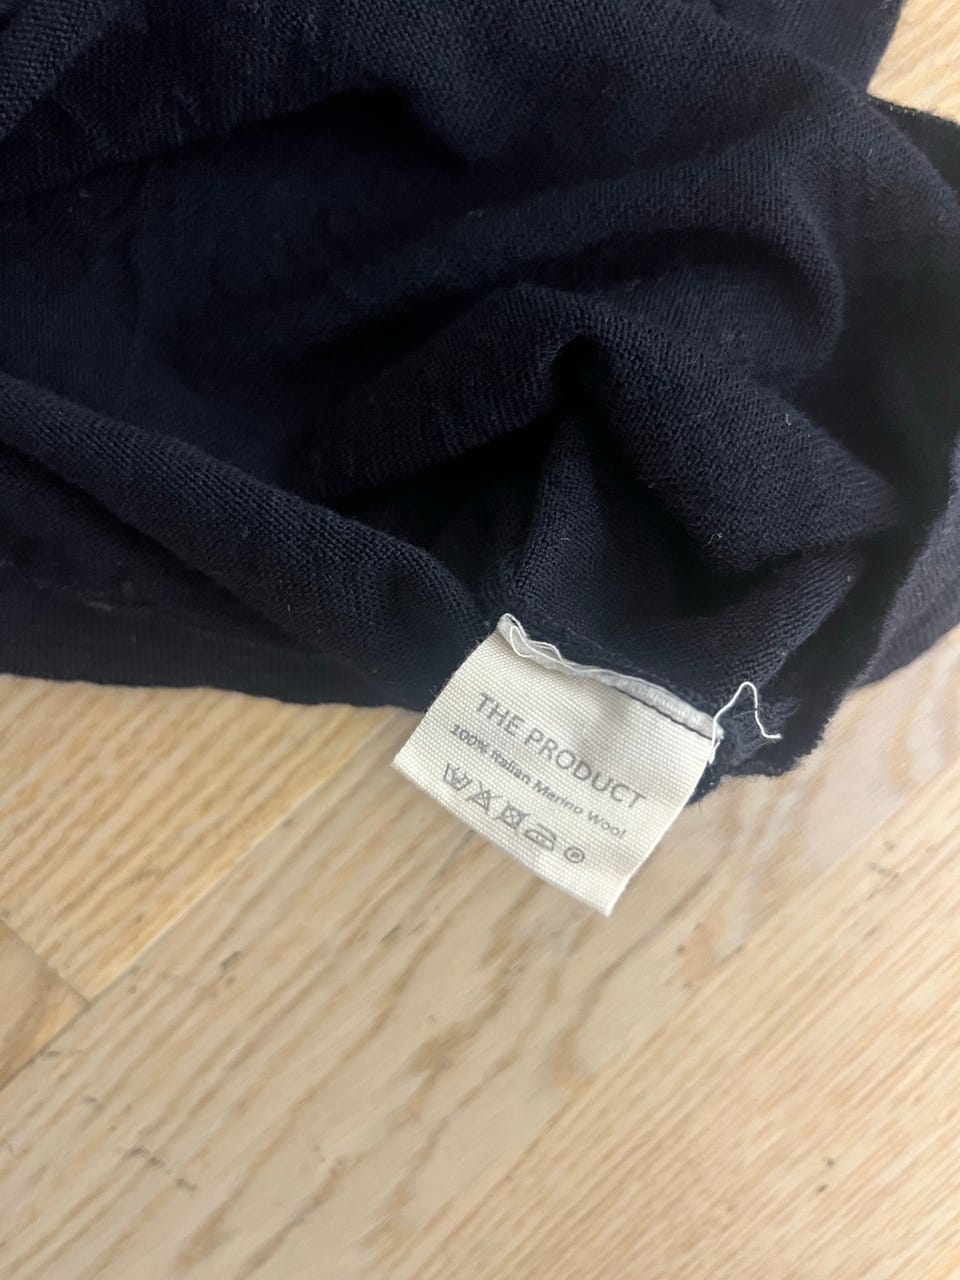 THE PRODUCT
100% Italian Merino Wool
P